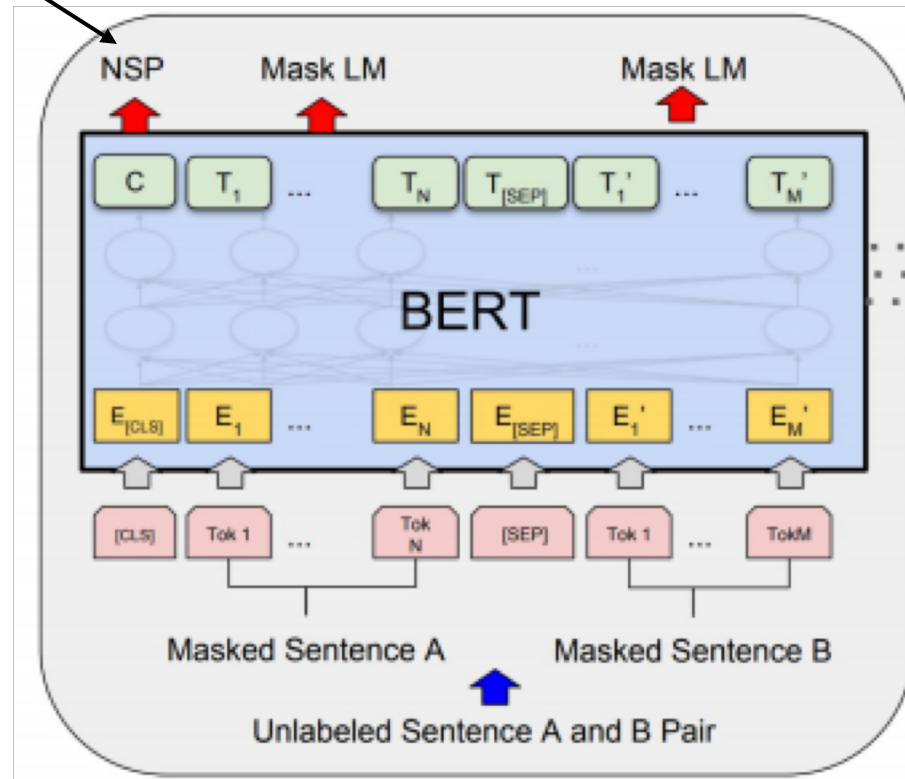 NSP Mask LM Mask LM
C T1 ... TN T[SEP] T1' ... TM'
...
BERT
...
E[CLS] E1 ... EN E[SEP] E1' ... EM'
[CLS] Tok 1 ... Tok N [SEP] Tok 1 ... TokM
Masked Sentence A Masked Sentence B
Unlabeled Sentence A and B Pair